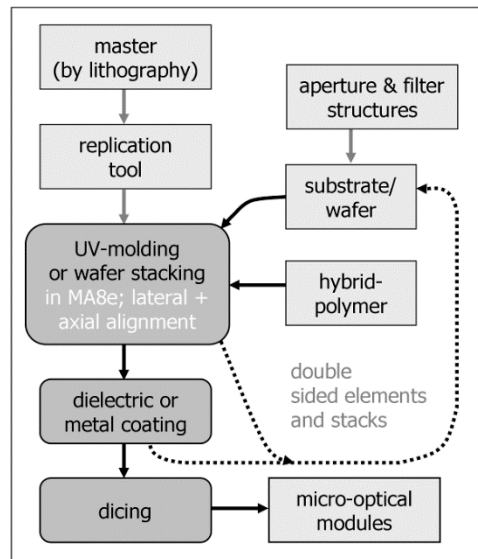 master
(by lithography)
aperture & filter
structures
replication
tool
substrate/
wafer
UV-molding
or wafer stacking
in MA8e; lateral +
axial alignment
hybrid-
polymer
double
sided elements
and stacks
dielectric or
metal coating
dicing
micro-optical
modules